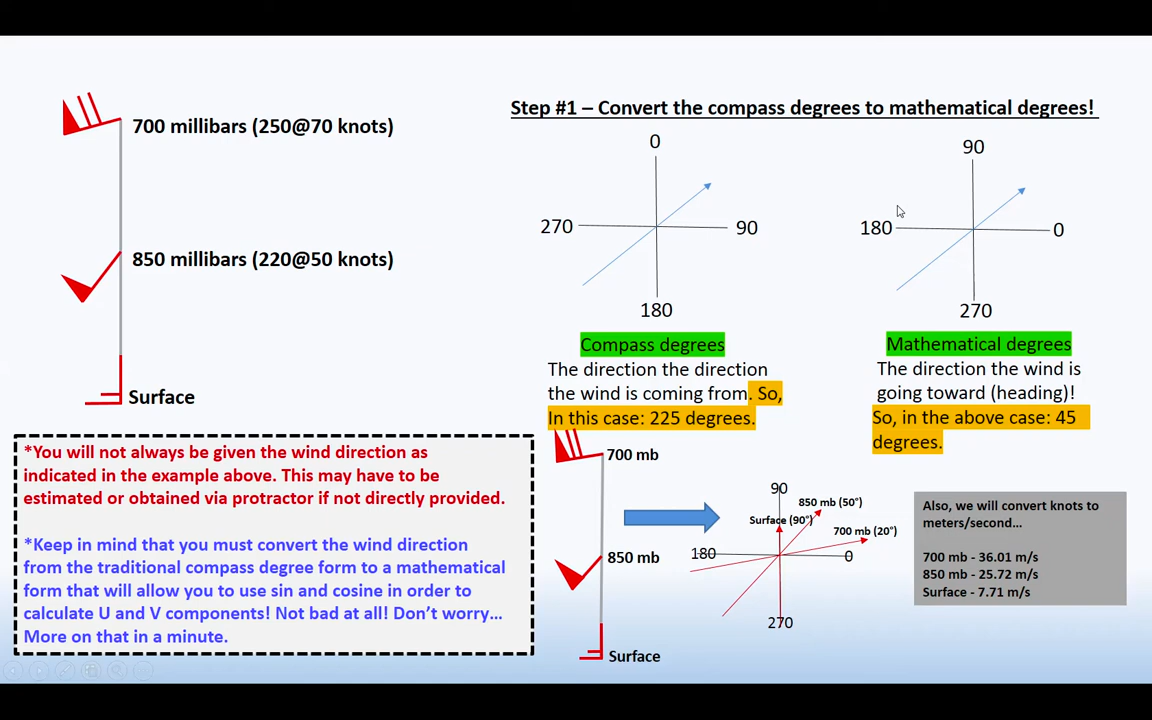 Step #1 – Convert the compass degrees to mathematical degrees!
700 millibars (250@70 knots)
850 millibars (220@50 knots)
Surface
0
270
90
180
90
180
0
270
Compass degrees
The direction the direction
the wind is coming from. So,
In this case: 225 degrees.
Mathematical degrees
The direction the wind is
going toward (heading)!
So, in the above case: 45
degrees.
*You will not always be given the wind direction as
indicated in the example above. This may have to be
estimated or obtained via protractor if not directly provided.
*Keep in mind that you must convert the wind direction
from the traditional compass degree form to a mathematical
form that will allow you to use sin and cosine in order to
calculate U and V components! Not bad at all! Don't worry…
More on that in a minute.
700 mb
850 mb
Surface
90
850 mb (50°)
Surface (90°)
700 mb (20°)
180
0
270
Also, we will convert knots to
meters/second…
700 mb - 36.01 m/s
850 mb - 25.72 m/s
Surface - 7.71 m/s